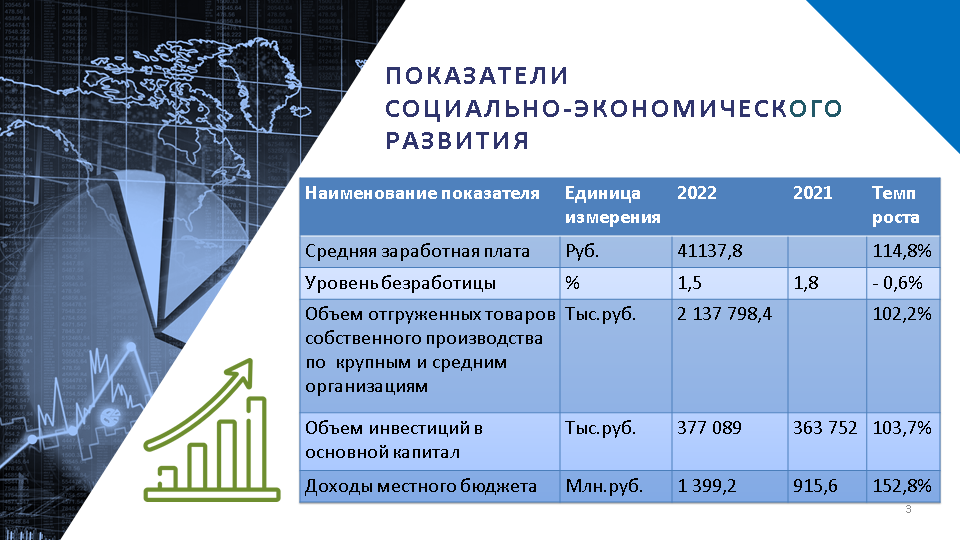 ПОКАЗАТЕЛИ
СОЦИАЛЬНО-ЭКОНОМИЧЕСКОГО
РАЗВИТИЯ
Наименование показателя Единица измерения 2022 2021 Темп роста
Средняя заработная плата Руб. 41137,8 114,8%
Уровень безработицы % 1,5 1,8 - 0,6%
Объем отгруженных товаров Тыс.руб. 2 137 798,4 102,2%
собственного производства
по крупным и средним
организациям
Объем инвестиций в Тыс.руб. 377 089 363 752 103,7%
основной капитал
Доходы местного бюджета Млн.руб. 1 399,2 915,6 152,8%
3